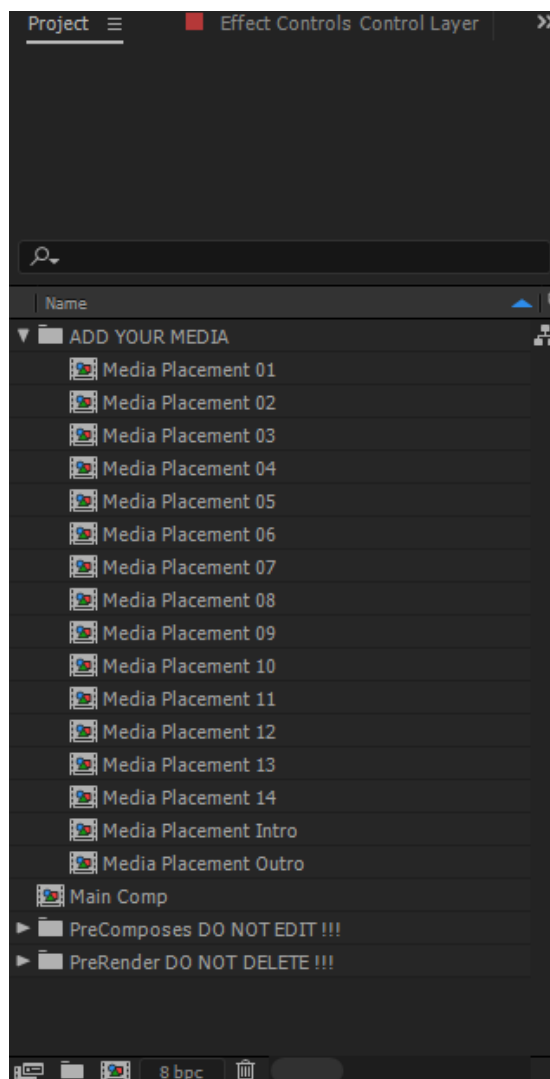 Project Effect Controls Control Layer
Name
ADD YOUR MEDIA
Media Placement 01
Media Placement 02
Media Placement 03
Media Placement 04
Media Placement 05
Media Placement 06
Media Placement 07
Media Placement 08
Media Placement 09
Media Placement 10
Media Placement 11
Media Placement 12
Media Placement 13
Media Placement 14
Media Placement Intro
Media Placement Outro
Main Comp
PreComposes DO NOT EDIT !!!
PreRender DO NOT DELETE !!!
8 bpc